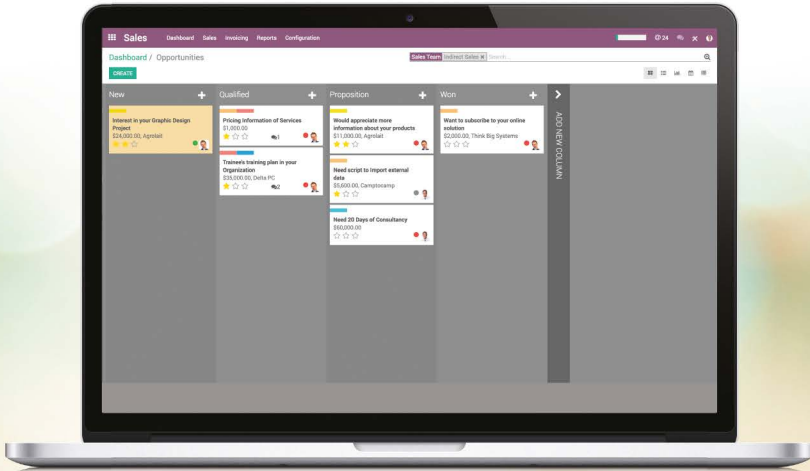 Sales
Dashboard Sales Invoicing Reports Configuration
@ 24
Dashboard / Opportunities
Sales Team Indirect Sales x Search...
CREATE
New
Interest in your Graphic Design
Project
$24,000.00, Agrolait
Qualified
Pricing information of Services
$1,000.00
1
Trainee's training plan in your
Organization
$35,000.00, Delta PC
2
Proposition
Would appreciate more
information about your products
$11,000.00, Agrolait
Need script to import external
data
$5,600.00, Camptocamp
Need 20 Days of Consultancy
$60,000.00
Won
Want to subscribe to your online
solution
$2,000.00, Think Big Systems
ADD NEW COLUMN